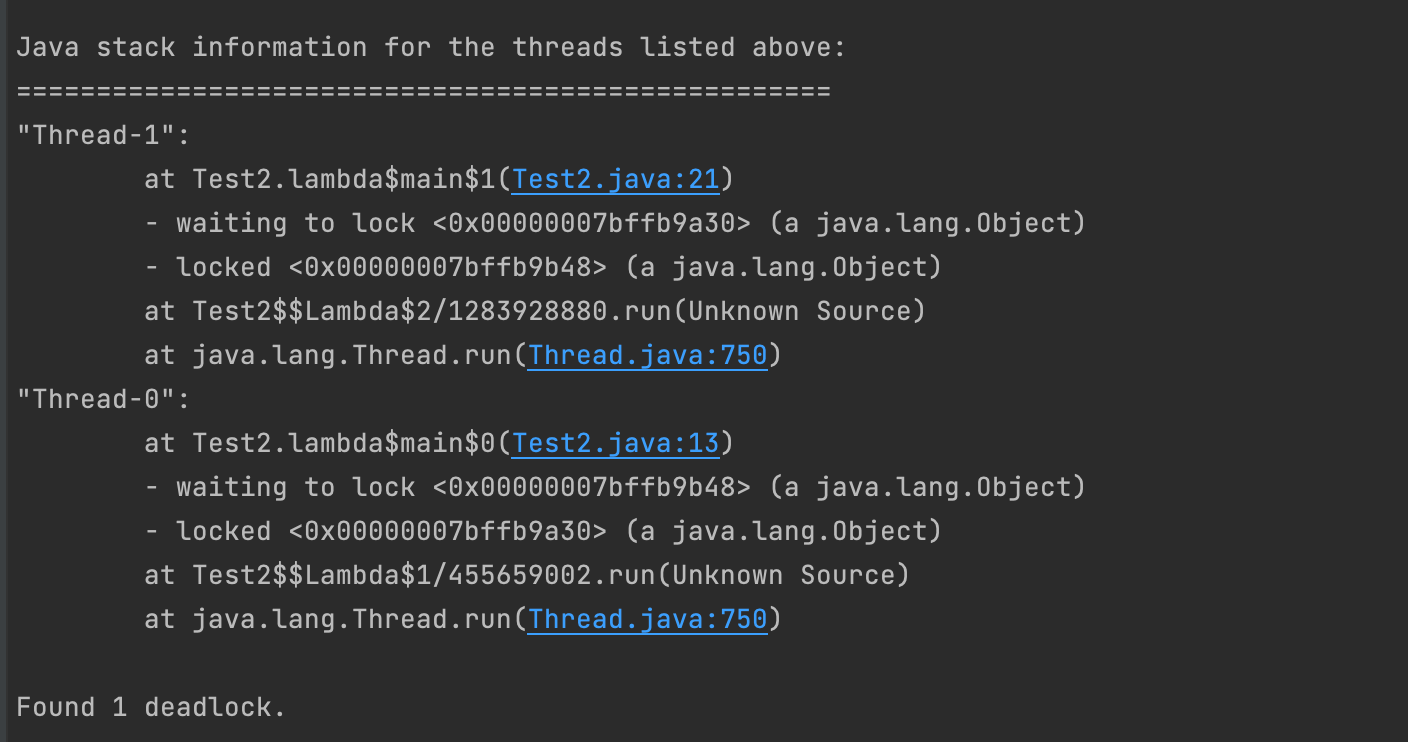 Java stack information for the threads listed above:
===================================================
"Thread-1":
        at Test2.lambda$main$1(Test2.java:21)
        - waiting to lock <0x00000007bffb9a30> (a java.lang.Object)
        - locked <0x00000007bffb9b48> (a java.lang.Object)
        at Test2$$Lambda$2/1283928880.run(Unknown Source)
        at java.lang.Thread.run(Thread.java:750)
"Thread-0":
        at Test2.lambda$main$0(Test2.java:13)
        - waiting to lock <0x00000007bffb9b48> (a java.lang.Object)
        - locked <0x00000007bffb9a30> (a java.lang.Object)
        at Test2$$Lambda$1/455659002.run(Unknown Source)
        at java.lang.Thread.run(Thread.java:750)

Found 1 deadlock.